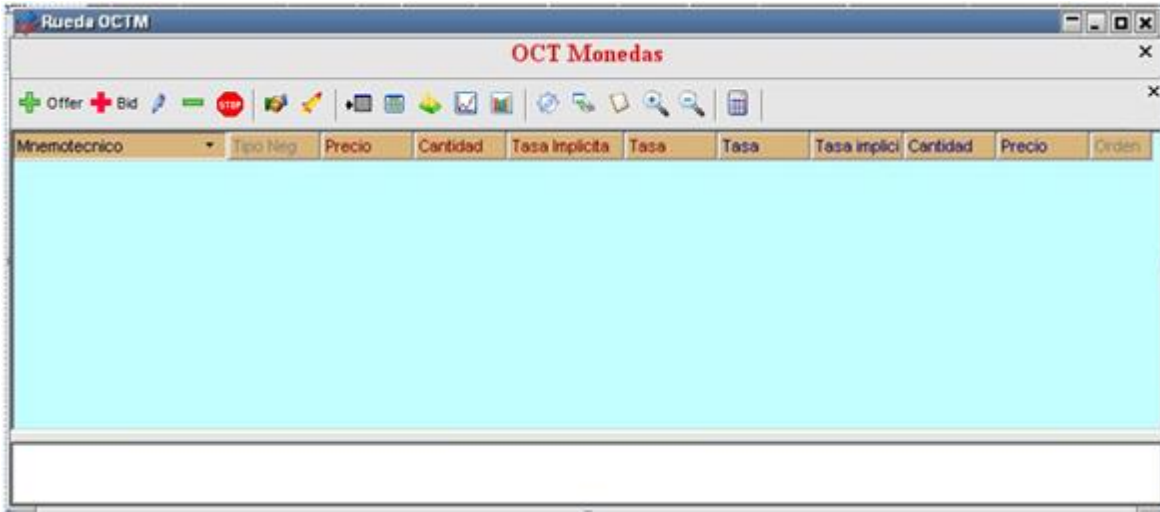 Rueda OCTM
OCT Monedas
Offer Bid STOP
Mnemotecnico Tipo Neg Precio Cantidad Tasa Implicita Tasa Tasa Tasa implici Cantidad Precio Orden